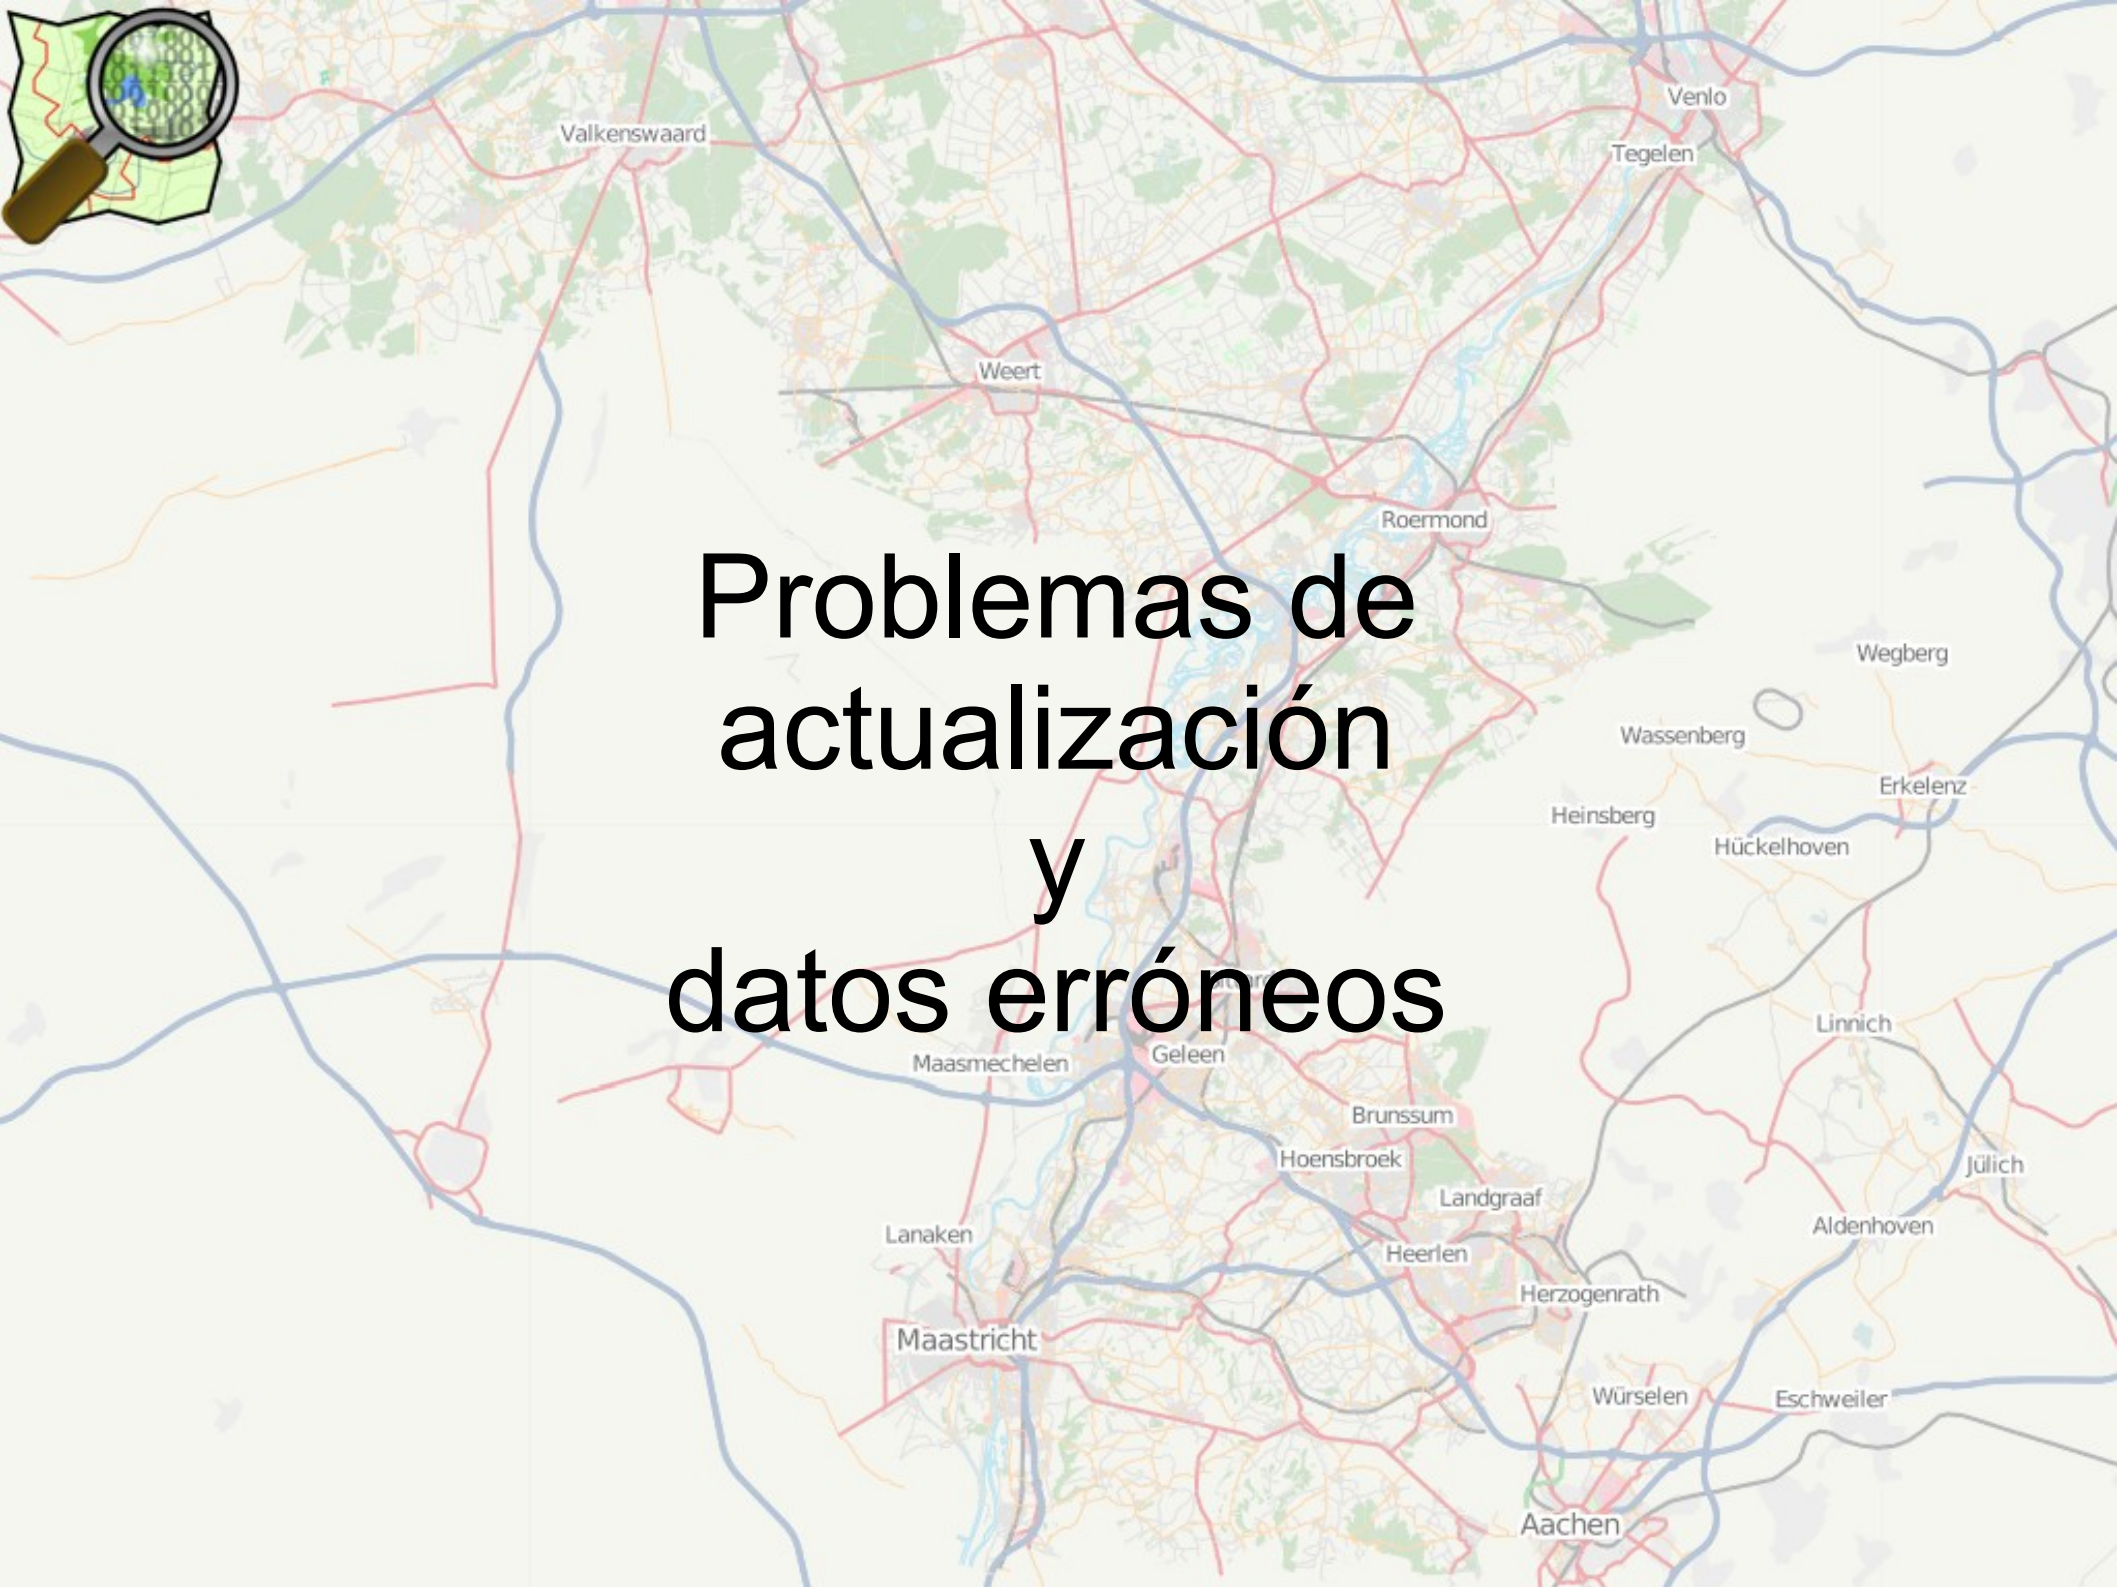 Venlo
Valkenswaard
Tegelen
Weert
Roermond
Problemas de
actualización
y
datos erróneos
Wegberg
Wassenberg
Erkelenz
Heinsberg
Hückelhoven
Linnich
Geleen
Maasmechelen
Brunssum
Hoensbroek
Jülich
Landgraaf
Aldenhoven
Lanaken
Heerlen
Herzogenrath
Maastricht
Würselen
Eschweiler
Aachen